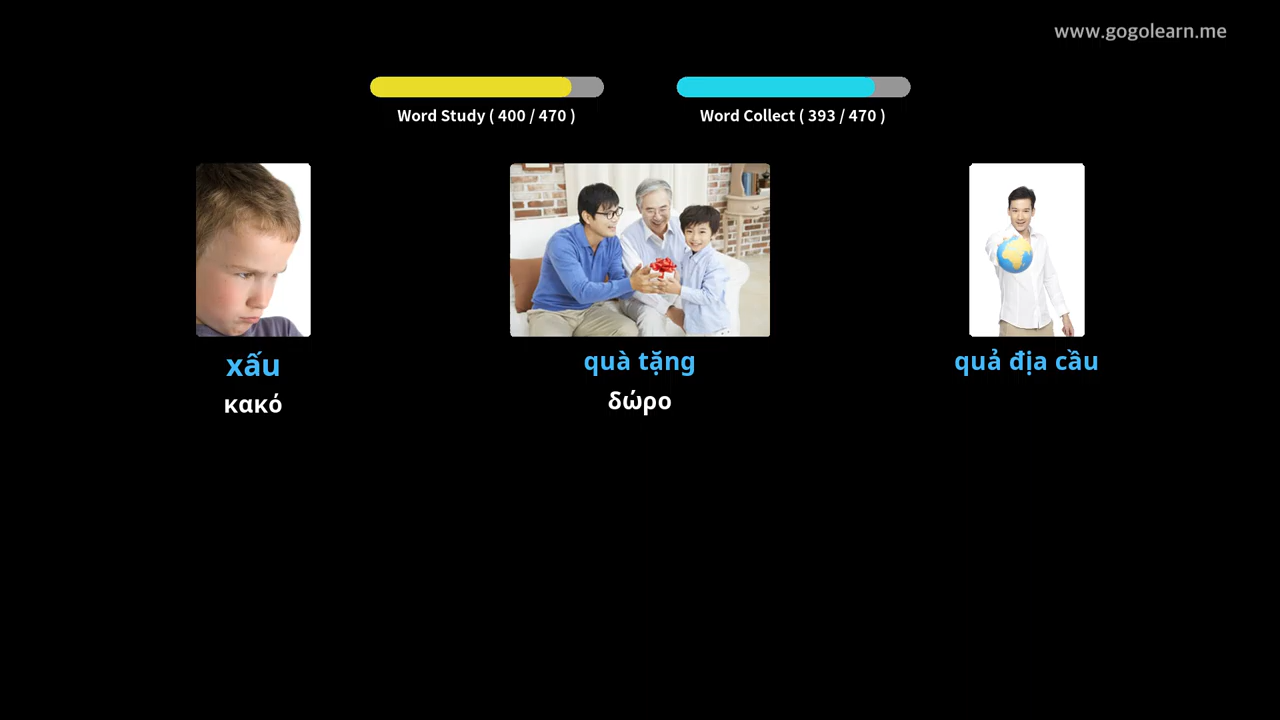 www.gogolearn.me
Word Study ( 400 / 470 )
Word Collect ( 393 / 470 )
xấu
κακό
quà tặng
δώρο
quả địa cầu